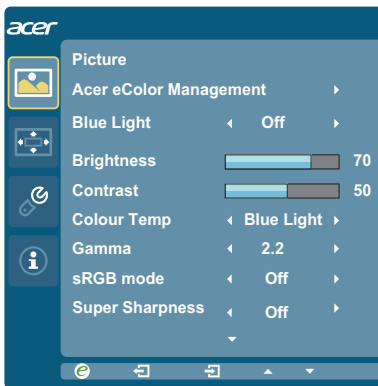 acer
Picture
Acer eColor Management
Blue Light Off
Brightness 70
Contrast 50
Colour Temp Blue Light
Gamma 2.2
sRGB mode Off
Super Sharpness Off
e